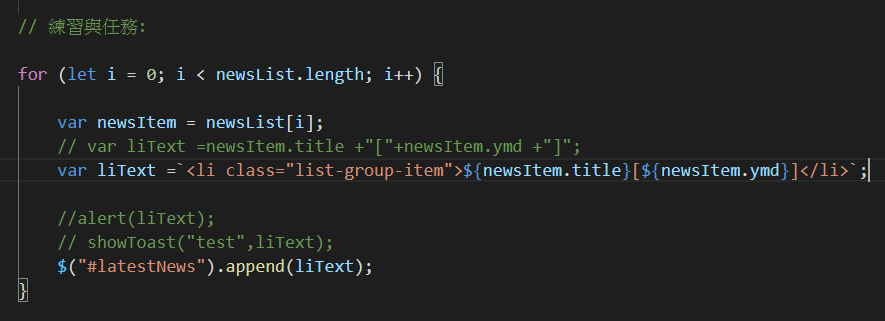 // 練習與任務:
for (let i = 0; i < newsList.length; i++) {
var newsItem = newsList[i];
// var liText =newsItem.title +"["+newsItem.ymd +"]";
var liText =`<li class="list-group-item">${newsItem.title}[${newsItem.ymd}]</li>`;
//alert(liText);
// showToast("test",liText);
$("#latestNews").append(liText);
}